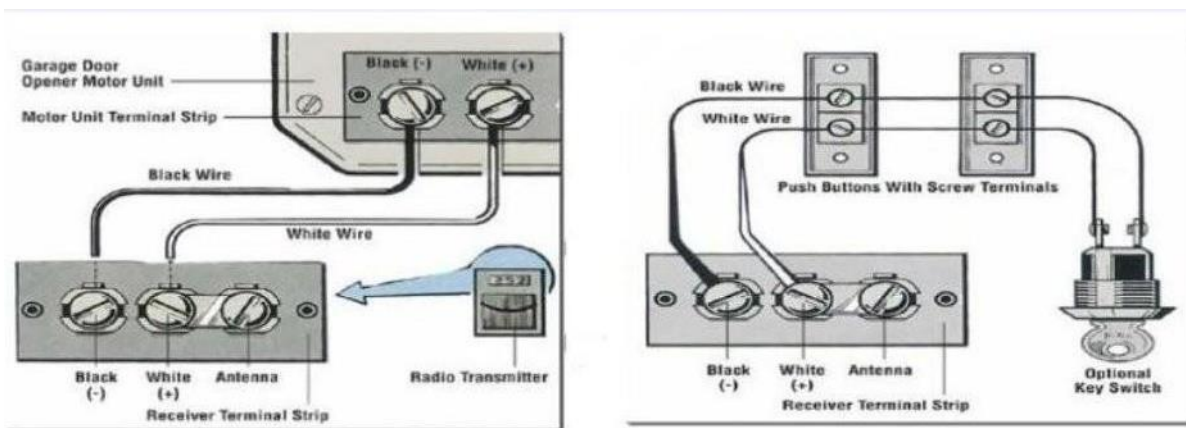 Garage Door
Opener Motor Unit
Motor Unit Terminal Strip
Black (-)
White (+)
Black Wire
White Wire
Black
(-)
White
(+)
Antenna
Receiver Terminal Strip
Radio Transmitter
Black Wire
White Wire
Push Buttons With Screw Terminals
Black
(-)
White
(+)
Antenna
Receiver Terminal Strip
Optional
Key Switch